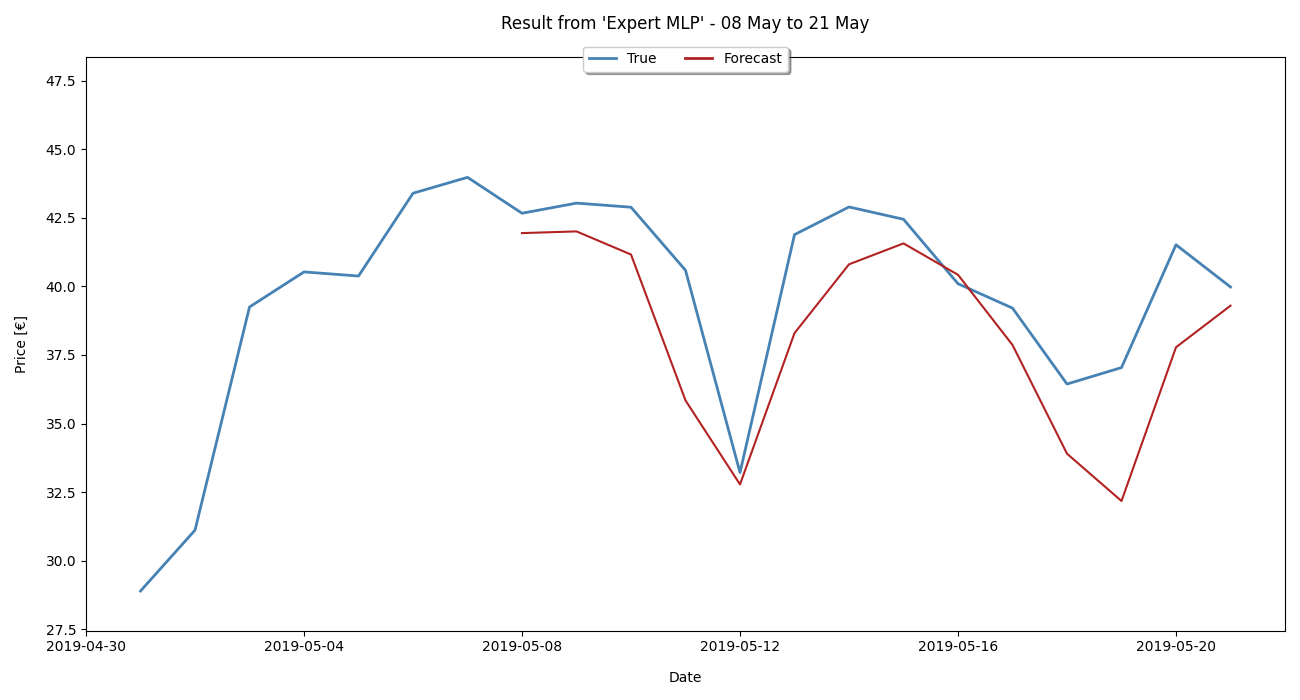 Result from 'Expert MLP' - 08 May to 21 May
True Forecast
47.5
45.0
42.5
40.0
37.5
35.0
32.5
30.0
27.5
Price [€]
2019-04-30 2019-05-04 2019-05-08 2019-05-12 2019-05-16 2019-05-20
Date